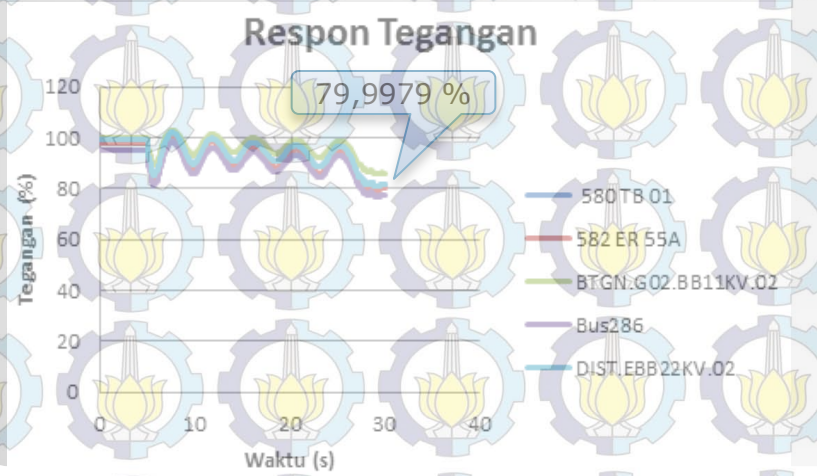 Respon Tegangan
79,9979 %
120
100
80
60
40
20
0
Tegangan (%)
0 10 20 30 40
Waktu (s)
580 TB 01
582 ER 55A
BTGN.G02.BB11KV.02
Bus286
DIST.EBB22KV.02